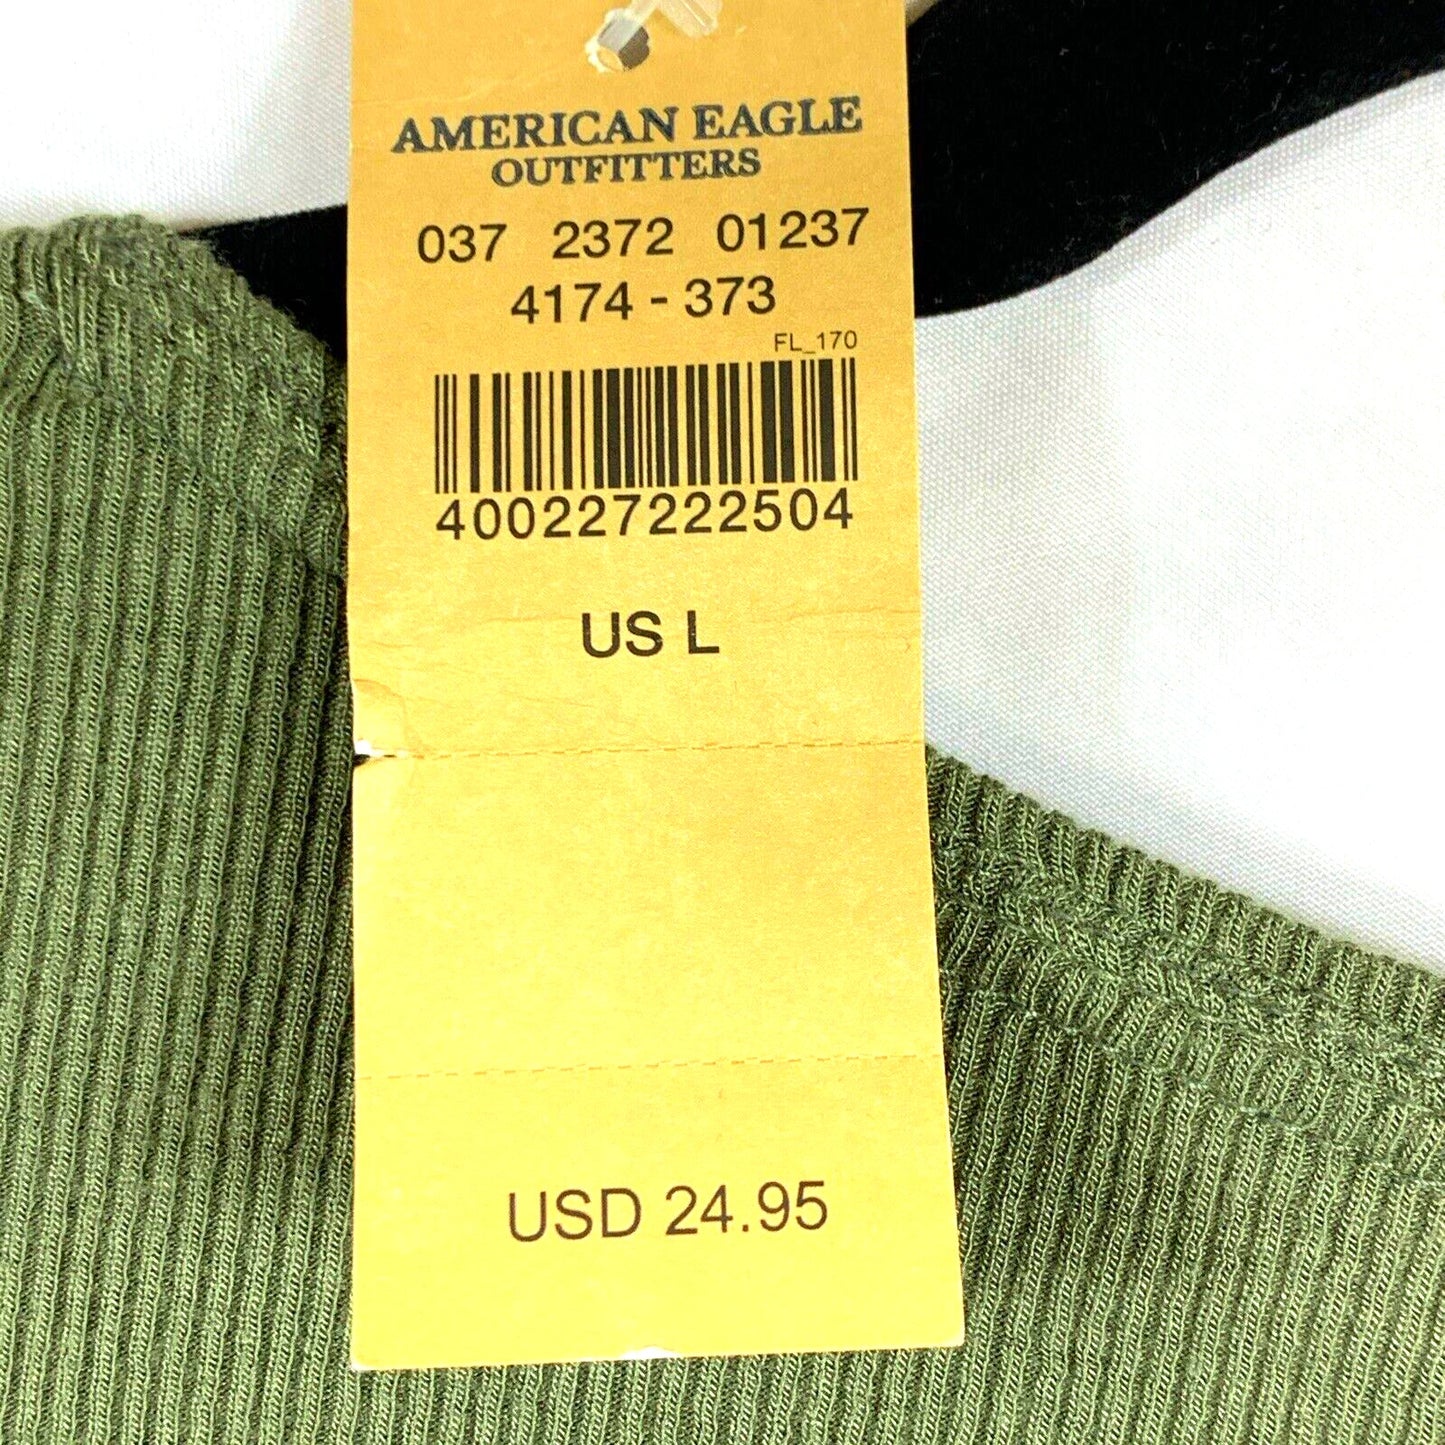 AMERICAN EAGLE
OUTFITTERS
037 2372 01237
4174 - 373
FL_170
400227222504
US L
USD 24.95